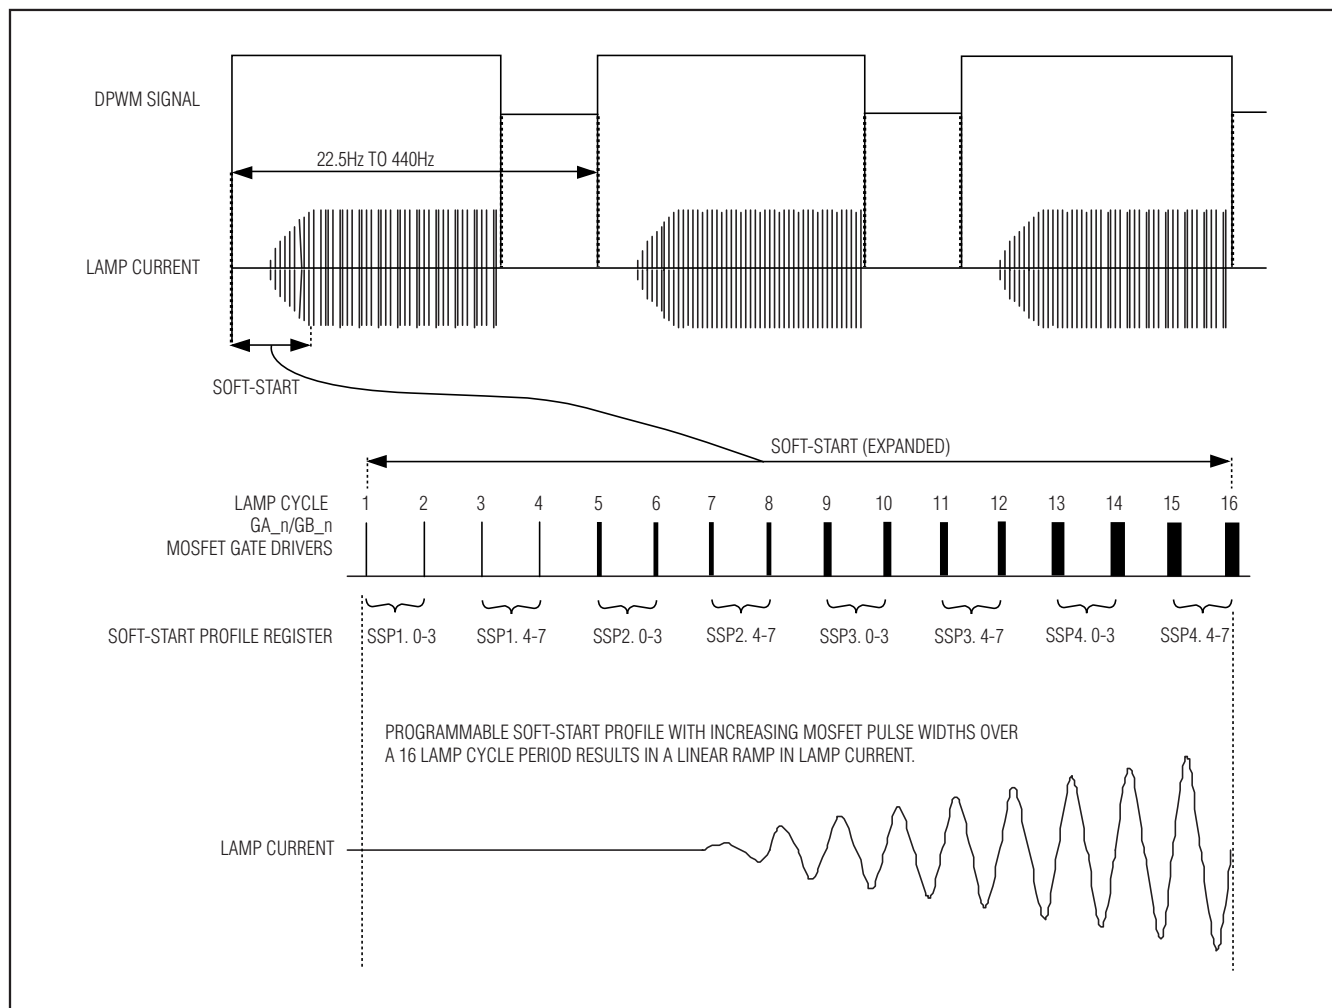 DPWM SIGNAL
22.5Hz TO 440Hz
LAMP CURRENT
SOFT-START
SOFT-START (EXPANDED)
LAMP CYCLE 1 2 3 4 5 6 7 8 9 10 11 12 13 14 15 16
GA_n/GB_n
MOSFET GATE DRIVERS
SOFT-START PROFILE REGISTER SSP1. 0-3 SSP1. 4-7 SSP2. 0-3 SSP2. 4-7 SSP3. 0-3 SSP3. 4-7 SSP4. 0-3 SSP4. 4-7
PROGRAMMABLE SOFT-START PROFILE WITH INCREASING MOSFET PULSE WIDTHS OVER
A 16 LAMP CYCLE PERIOD RESULTS IN A LINEAR RAMP IN LAMP CURRENT.
LAMP CURRENT